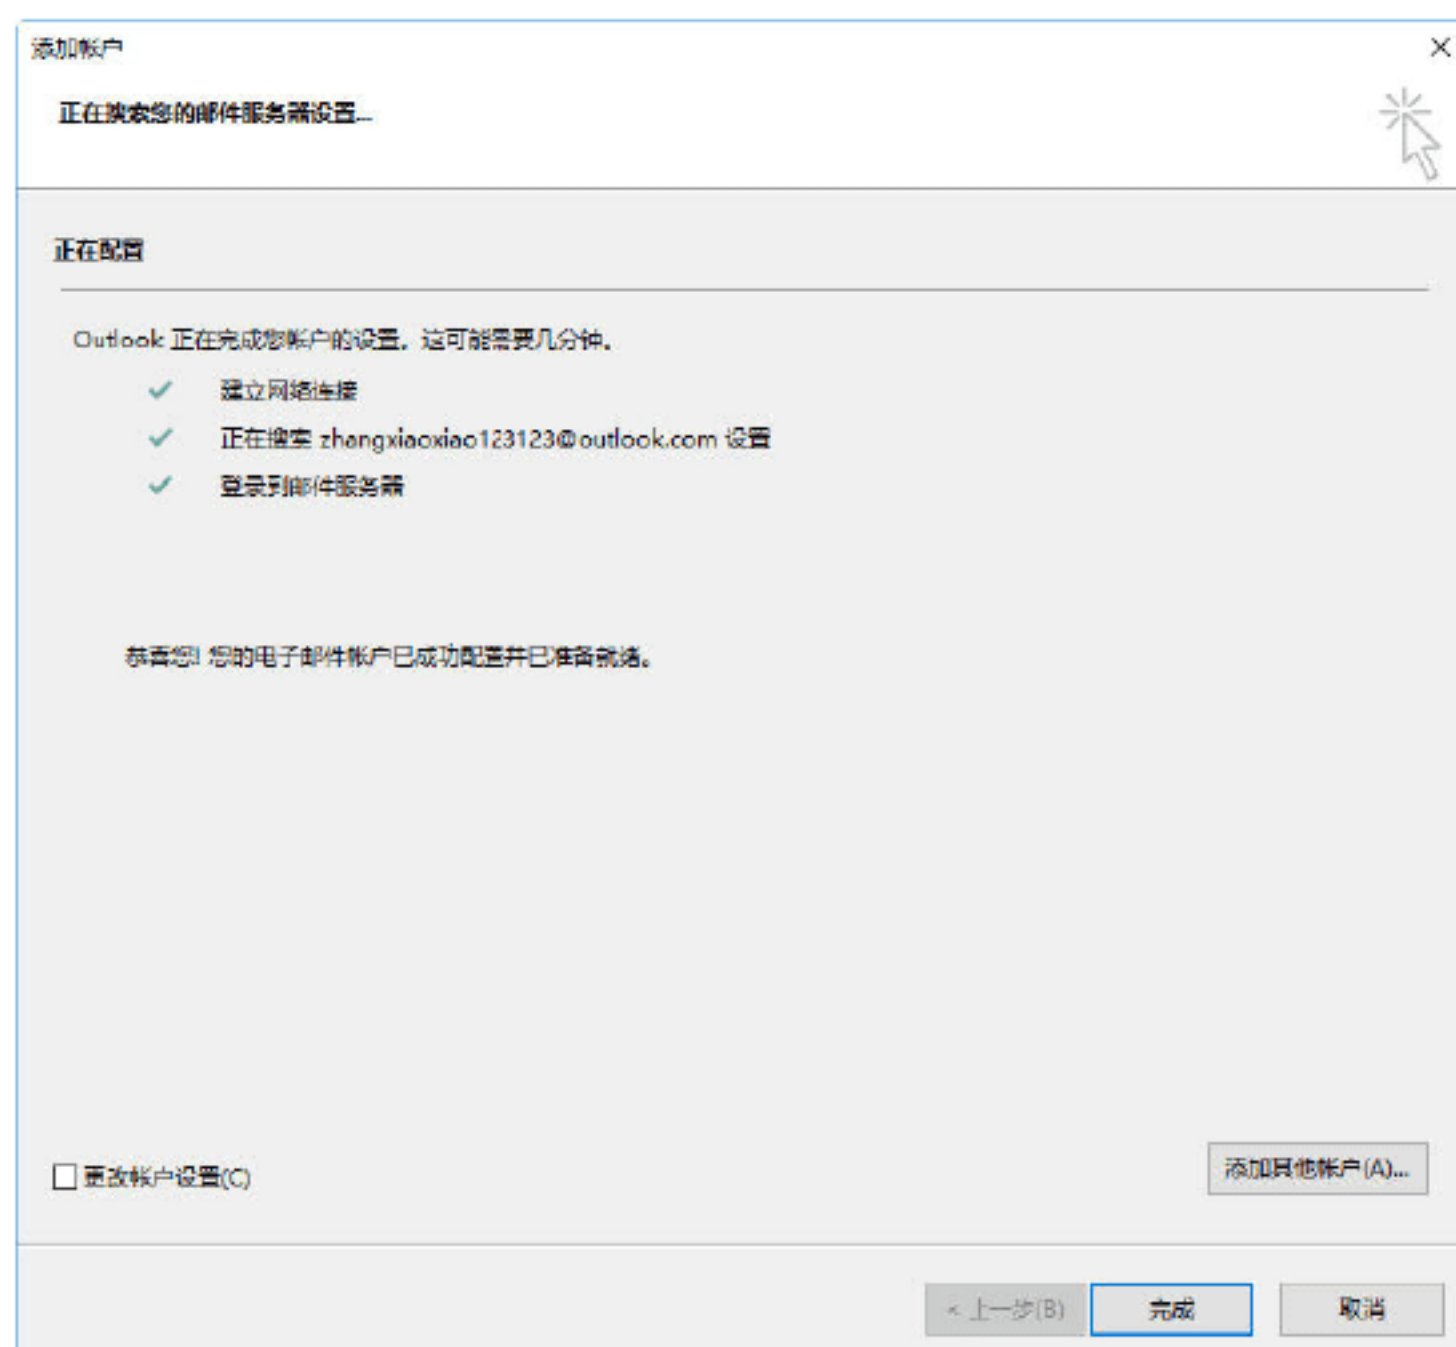 添加帐户
正在搜索您的邮件服务器设置...
正在配置
Outlook 正在完成您帐户的设置。这可能需要几分钟。
建立网络连接
正在搜索 zhangxiaoxiao123123@outlook.com 设置
登录到邮件服务器
恭喜您! 您的电子邮件帐户已成功配置并已准备就绪。
更改帐户设置(C)
添加其他帐户(A)...
< 上一步(B)
完成
取消